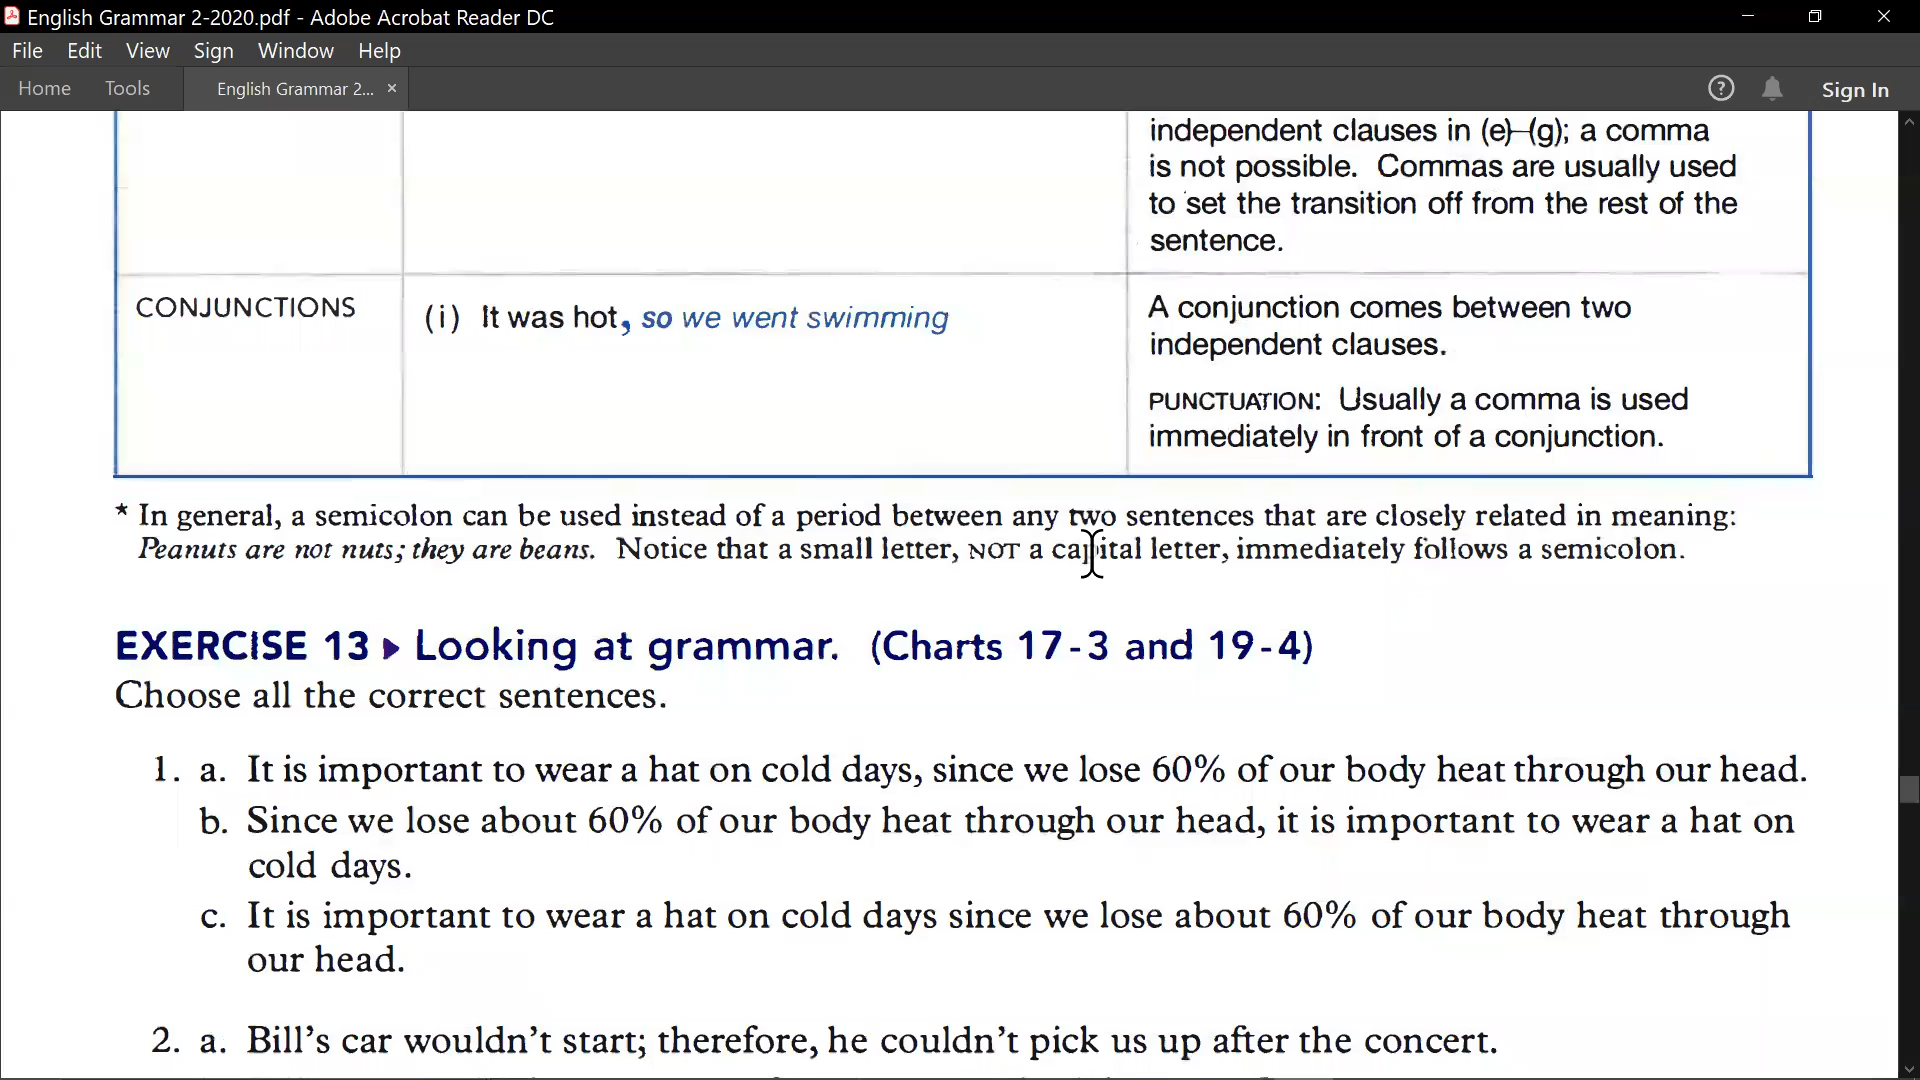 English Grammar 2-2020.pdf - Adobe Acrobat Reader DC
File Edit View Sign Window Help
Home Tools English Grammar 2... × ? Sign In
independent clauses in (e)–(g); a comma
is not possible. Commas are usually used
to set the transition off from the rest of the
sentence.
CONJUNCTIONS
(i) It was hot, so we went swimming
A conjunction comes between two
independent clauses.
PUNCTUATION: Usually a comma is used
immediately in front of a conjunction.
* In general, a semicolon can be used instead of a period between any two sentences that are closely related in meaning:
Peanuts are not nuts; they are beans. Notice that a small letter, NOT a capital letter, immediately follows a semicolon.
EXERCISE 13 ▸ Looking at grammar. (Charts 17-3 and 19-4)
Choose all the correct sentences.
1. a. It is important to wear a hat on cold days, since we lose 60% of our body heat through our head.
b. Since we lose about 60% of our body heat through our head, it is important to wear a hat on
cold days.
c. It is important to wear a hat on cold days since we lose about 60% of our body heat through
our head.
2. a. Bill's car wouldn't start; therefore, he couldn't pick us up after the concert.